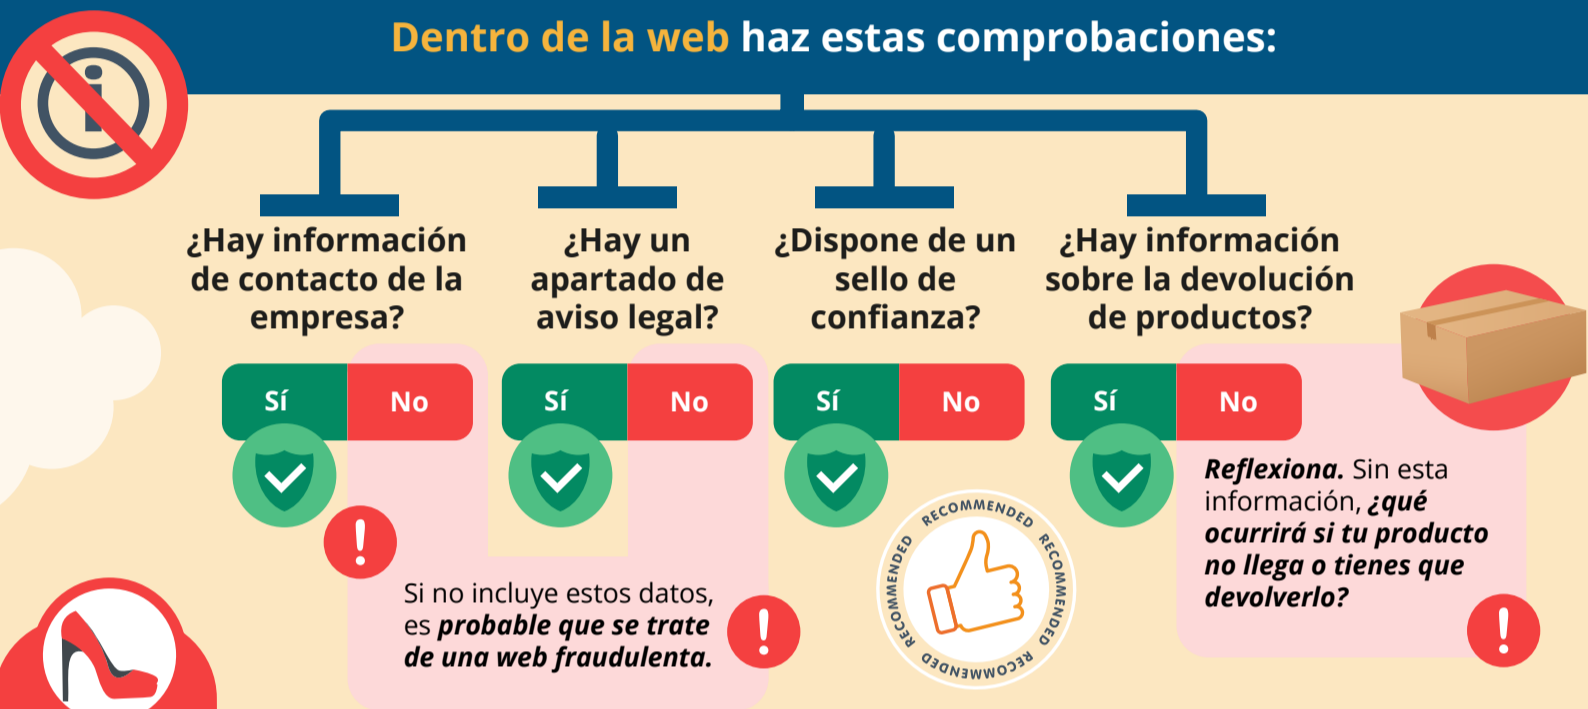 Dentro de la web haz estas comprobaciones:
¿Hay información
de contacto de la
empresa?
¿Hay un
apartado de
aviso legal?
¿Dispone de un
sello de
confianza?
¿Hay información
sobre la devolución
de productos?
Sí No
Sí No
Sí No
Sí No
Si no incluye estos datos,
es probable que se trate
de una web fraudulenta.
RECOMMENDED RECOMMENDED RECOMMENDED RECOMMENDED RECOMMENDED
Reflexiona. Sin esta
información, ¿qué
ocurrirá si tu producto
no llega o tienes que
devolverlo?